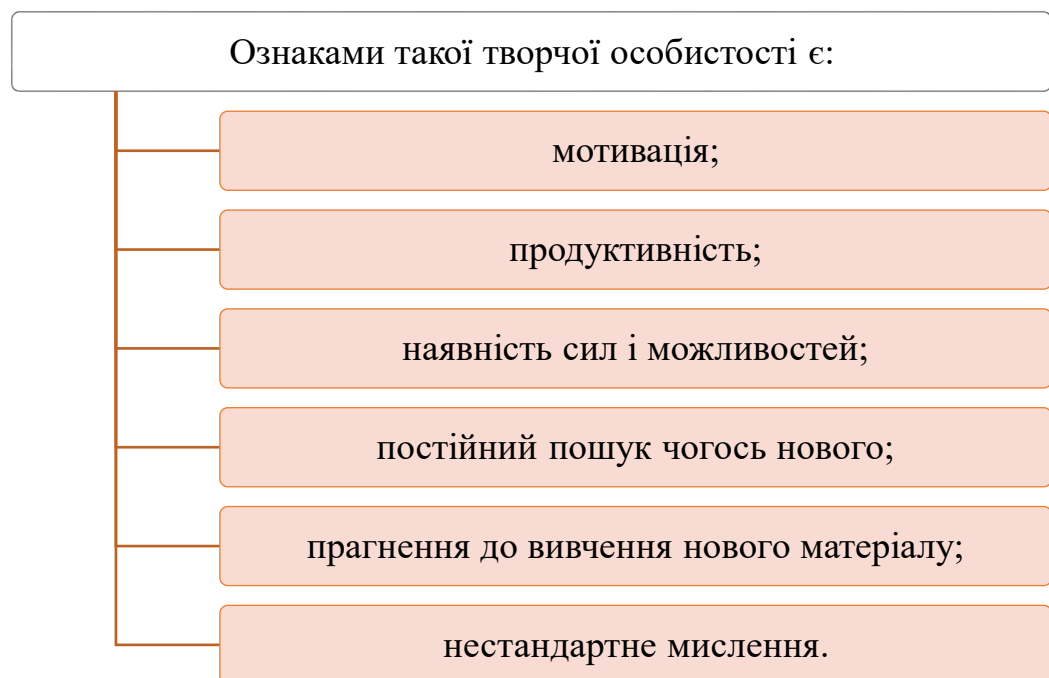 Ознаками такої творчої особистості є:
мотивація;
продуктивність;
наявність сил і можливостей;
постійний пошук чогось нового;
прагнення до вивчення нового матеріалу;
нестандартне мислення.